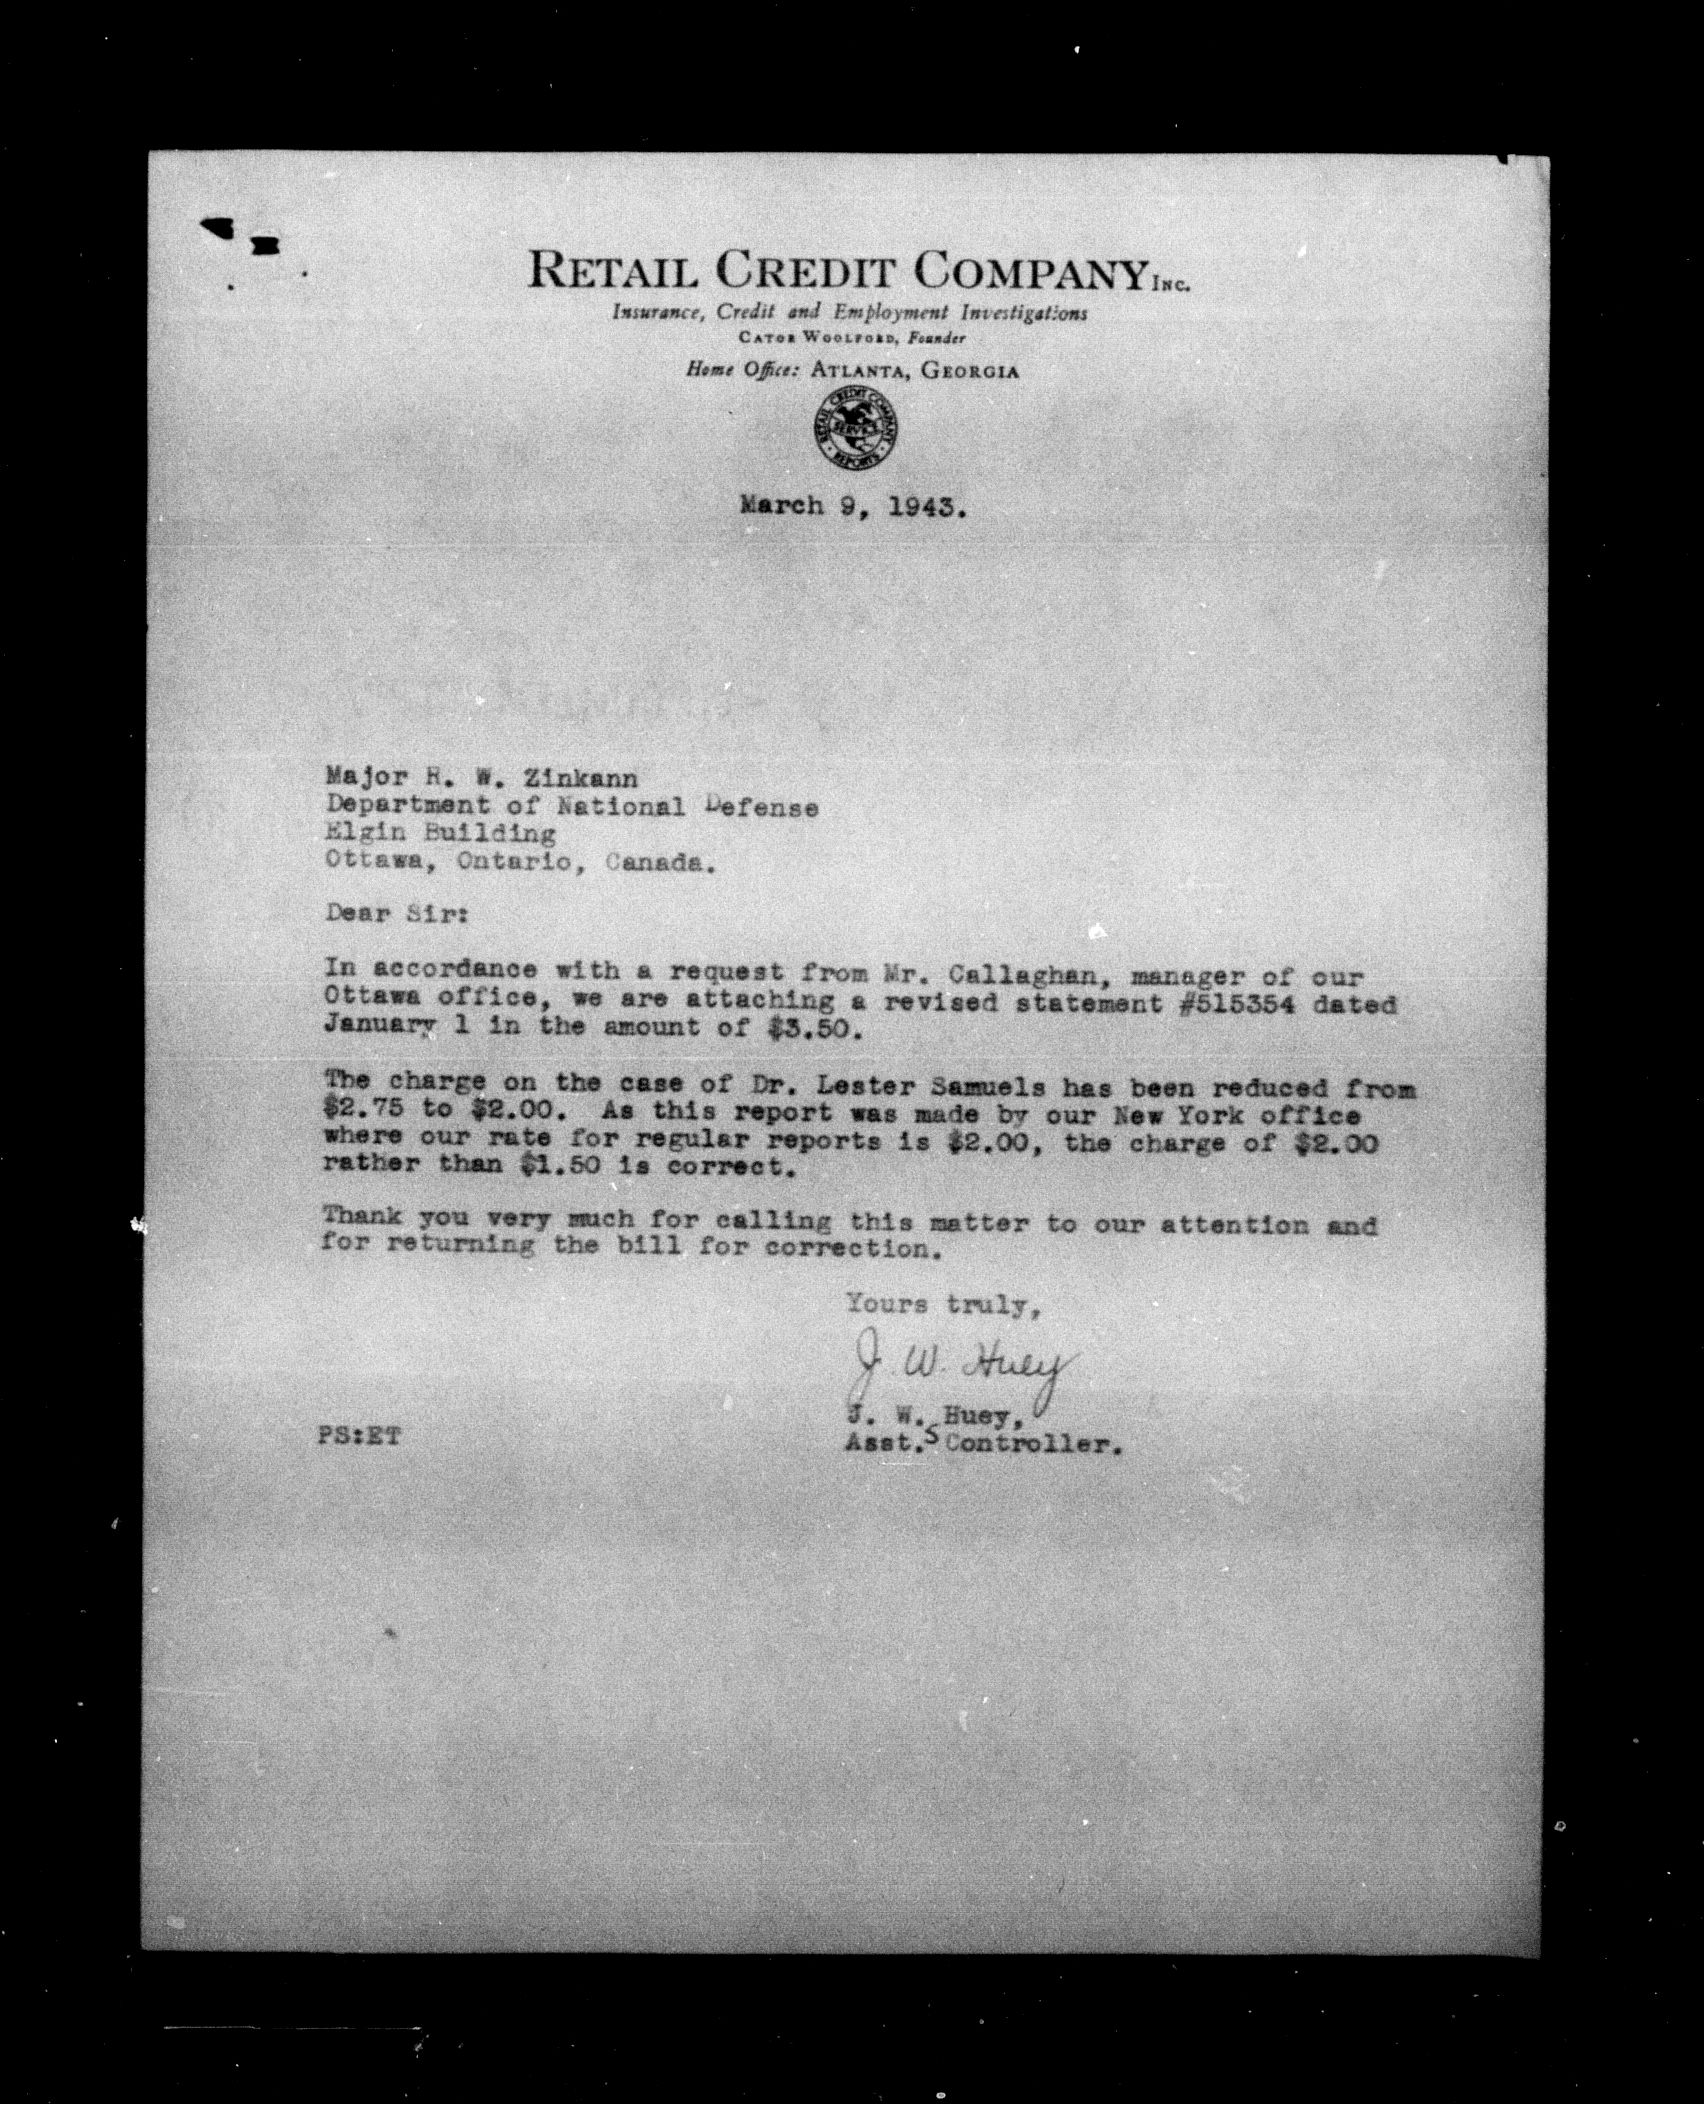 RETAIL CREDIT COMPANY INC.
Insurance, Credit and Employment Investigations
CATOR WOOLFORD, Founder
Home Office: ATLANTA, GEORGIA
RETAIL CREDIT COMPANY
SERVICE
REPORTS
March 9, 1943.
Major R. W. Zinkann
Department of National Defense
Elgin Building
Ottawa, Ontario, Canada.
Dear Sir:
In accordance with a request from Mr. Callaghan, manager of our
Ottawa office, we are attaching a revised statement #515354 dated
January 1 in the amount of $3.50.
The charge on the case of Dr. Lester Samuels has been reduced from
$2.75 to $2.00. As this report was made by our New York office
where our rate for regular reports is $2.00, the charge of $2.00
rather than $1.50 is correct.
Thank you very much for calling this matter to our attention and
for returning the bill for correction.
Yours truly,
J. W. Huey
J. W. Huey,
PS:ET
Asst. S Controller.